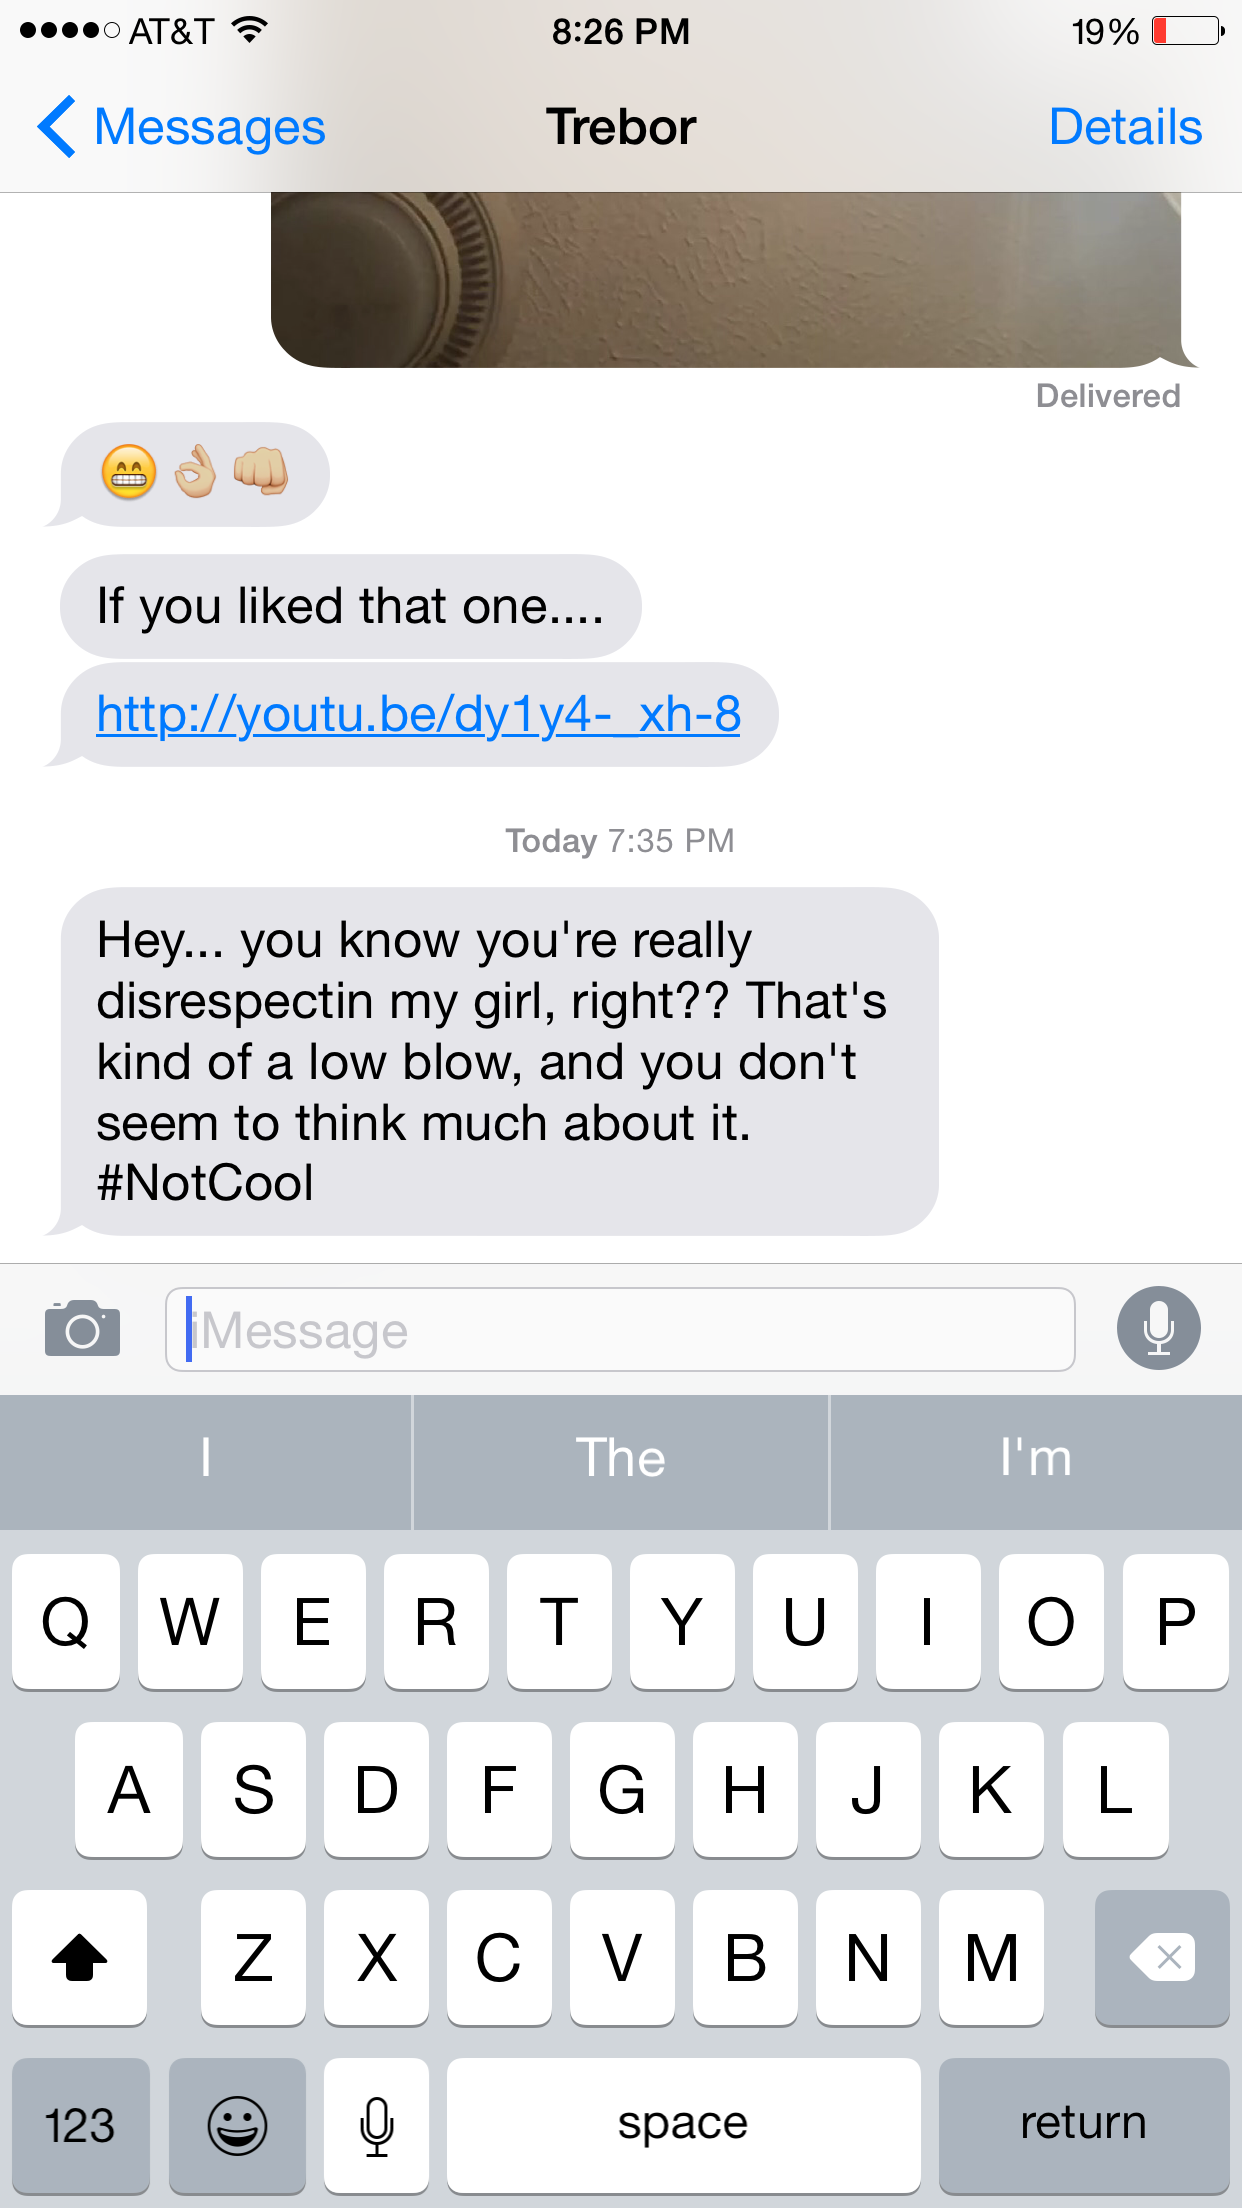 AT&T 8:26 PM 19%
Messages Trebor Details
Delivered
If you liked that one....
http://youtu.be/dy1y4-_xh-8
Today 7:35 PM
Hey... you know you're really
disrespectin my girl, right?? That's
kind of a low blow, and you don't
seem to think much about it.
#NotCool
iMessage
I The I'm
Q W E R T Y U I O P
A S D F G H J K L
Z X C V B N M
123 space return